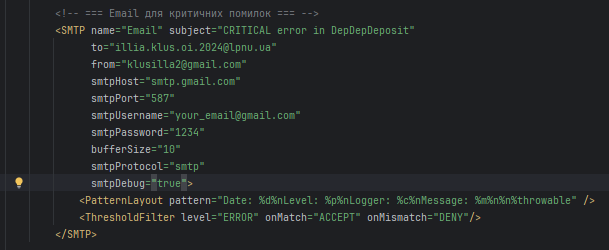 <!-- === Email для критичних помилок === -->
<SMTP name="Email" subject="CRITICAL error in DepDepDeposit"
to="illia.klus.oi.2024@lpnu.ua"
from="klusilla2@gmail.com"
smtpHost="smtp.gmail.com"
smtpPort="587"
smtpUsername="your_email@gmail.com"
smtpPassword="1234"
bufferSize="10"
smtpProtocol="smtp"
smtpDebug="true">
<PatternLayout pattern="Date: %d%nLevel: %p%nLogger: %c%nMessage: %m%n%n%throwable" />
<ThresholdFilter level="ERROR" onMatch="ACCEPT" onMismatch="DENY"/>
</SMTP>